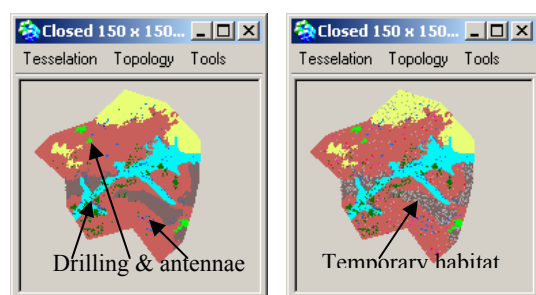 Closed 150 x 150...
Tesselation Topology Tools
Drilling & antennae
Closed 150 x 150...
Tesselation Topology Tools
Temporary habitat